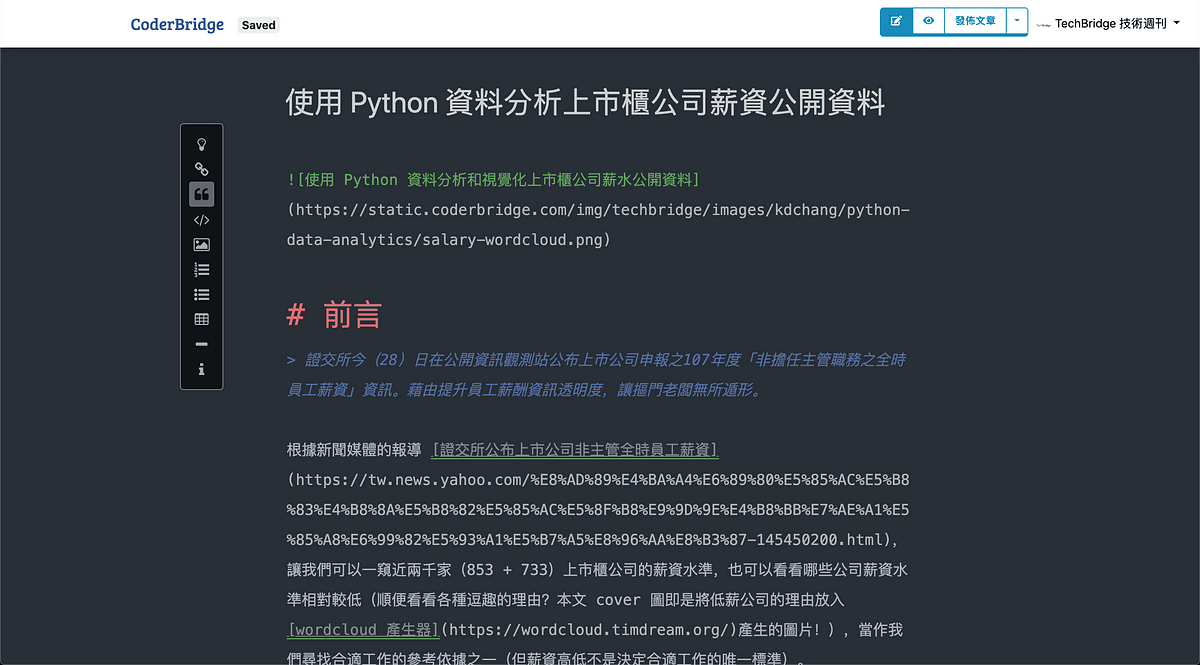 CoderBridge
Saved
發佈文章
TechBridge 技術週刊
使用 Python 資料分析上市櫃公司薪資公開資料
![使用 Python 資料分析和視覺化上市櫃公司薪水公開資料]
(https://static.coderbridge.com/img/techbridge/images/kdchang/python-
data-analytics/salary-wordcloud.png)
# 前言
> 證交所今（28）日在公開資訊觀測站公布上市公司申報之107年度「非擔任主管職務之全時
員工薪資」資訊。藉由提升員工薪酬資訊透明度，讓摳門老闆無所遁形。
根據新聞媒體的報導 [證交所公布上市公司非主管全時員工薪資]
(https://tw.news.yahoo.com/%E8%AD%89%E4%BA%A4%E6%89%80%E5%85%AC%E5%B8
%83%E4%B8%8A%E5%B8%82%E5%85%AC%E5%8F%B8%E9%9D%9E%E4%B8%BB%E7%AE%A1%E5
%85%A8%E6%99%82%E5%93%A1%E5%B7%A5%E8%96%AA%E8%B3%87-145450200.html)，
讓我們可以一窺近兩千家（853 + 733）上市櫃公司的薪資水準，也可以看看哪些公司薪資水
準相對較低（順便看看各種逗趣的理由？本文 cover 圖即是將低薪公司的理由放入
[wordcloud 產生器](https://wordcloud.timdream.org/)產生的圖片！），當作我
們尋找合適工作的參考依據之一（但薪資高低不是決定合適工作的唯一標準）。